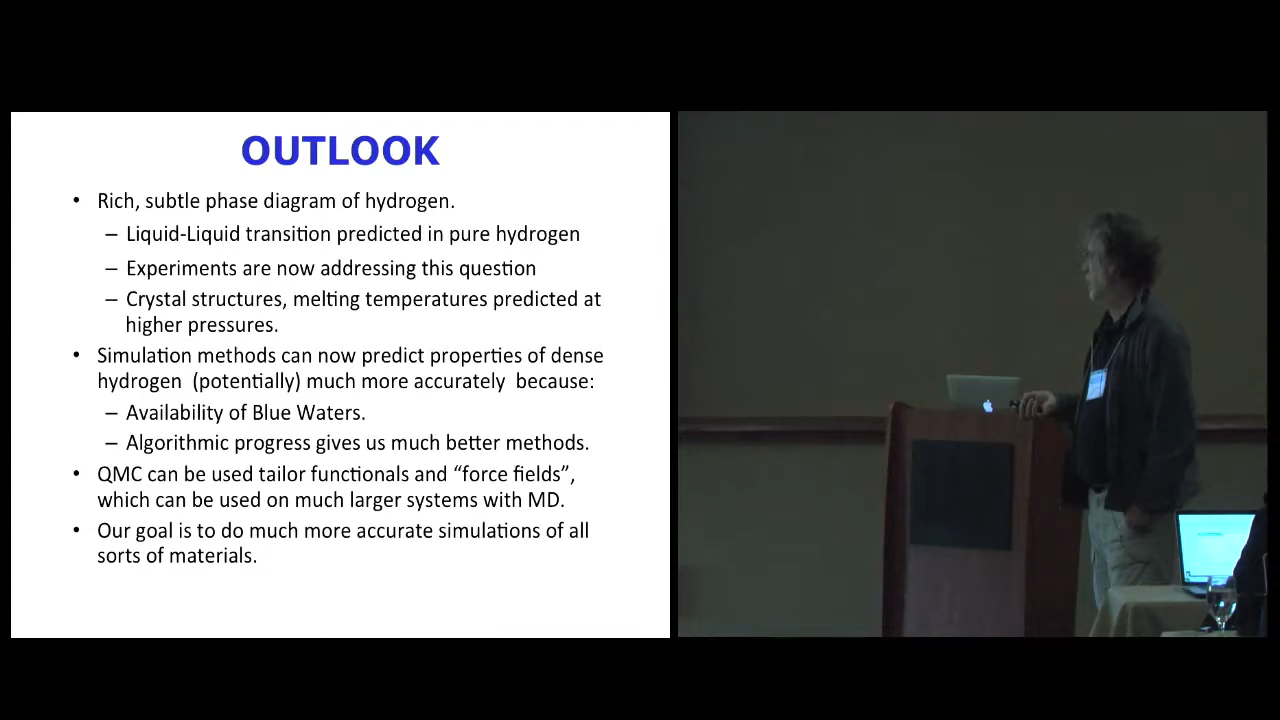 OUTLOOK
• Rich, subtle phase diagram of hydrogen.
– Liquid-Liquid transition predicted in pure hydrogen
– Experiments are now addressing this question
– Crystal structures, melting temperatures predicted at
higher pressures.
• Simulation methods can now predict properties of dense
hydrogen (potentially) much more accurately because:
– Availability of Blue Waters.
– Algorithmic progress gives us much better methods.
• QMC can be used tailor functionals and “force fields”,
which can be used on much larger systems with MD.
• Our goal is to do much more accurate simulations of all
sorts of materials.